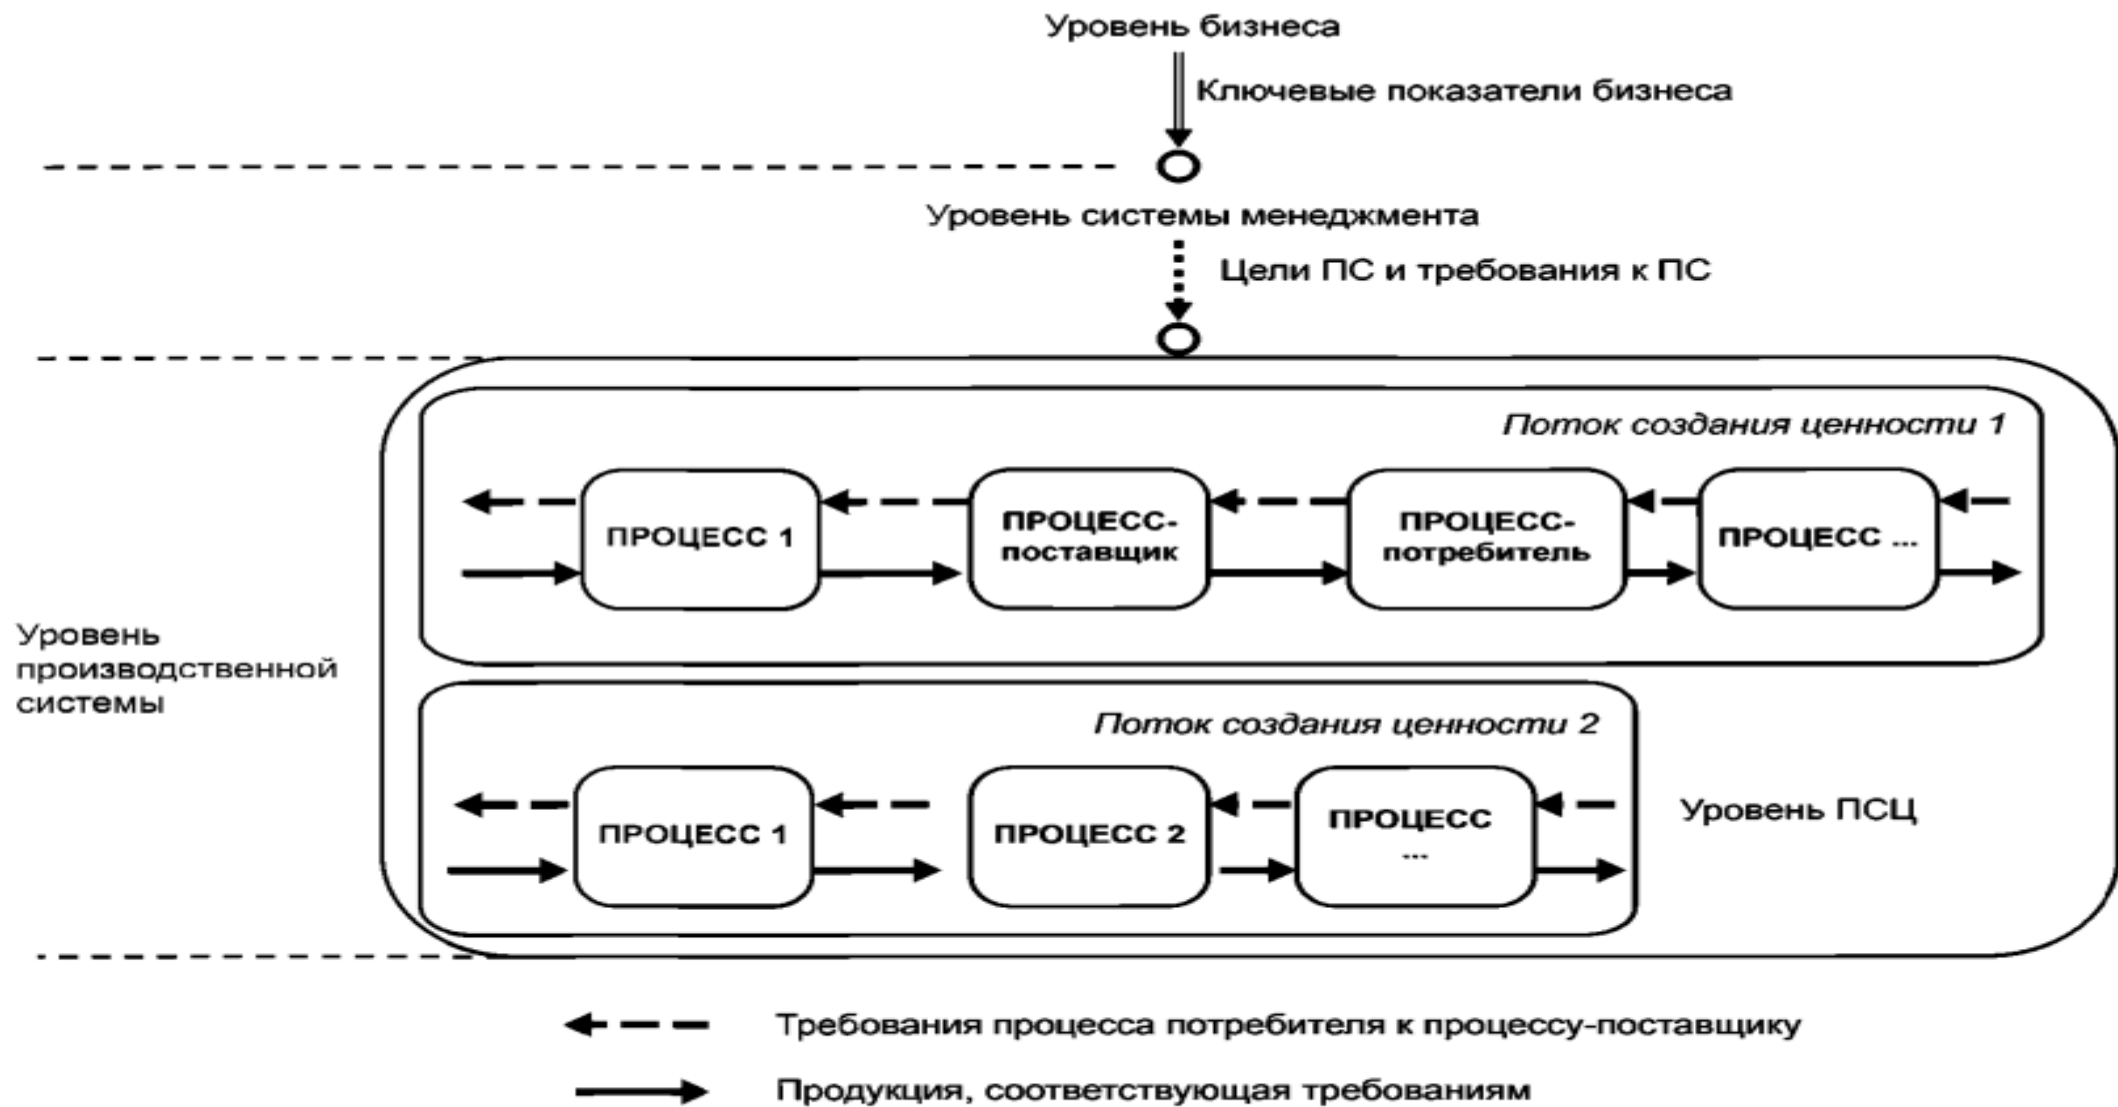 Уровень бизнеса
Ключевые показатели бизнеса
Уровень системы менеджмента
Цели ПС и требования к ПС
Поток создания ценности 1
ПРОЦЕСС 1
ПРОЦЕСС-
поставщик
ПРОЦЕСС-
потребитель
ПРОЦЕСС ...
Уровень
производственной
системы
Поток создания ценности 2
ПРОЦЕСС 1
ПРОЦЕСС 2
ПРОЦЕСС
...
Уровень ПСЦ
Требования процесса потребителя к процессу-поставщику
Продукция, соответствующая требованиям